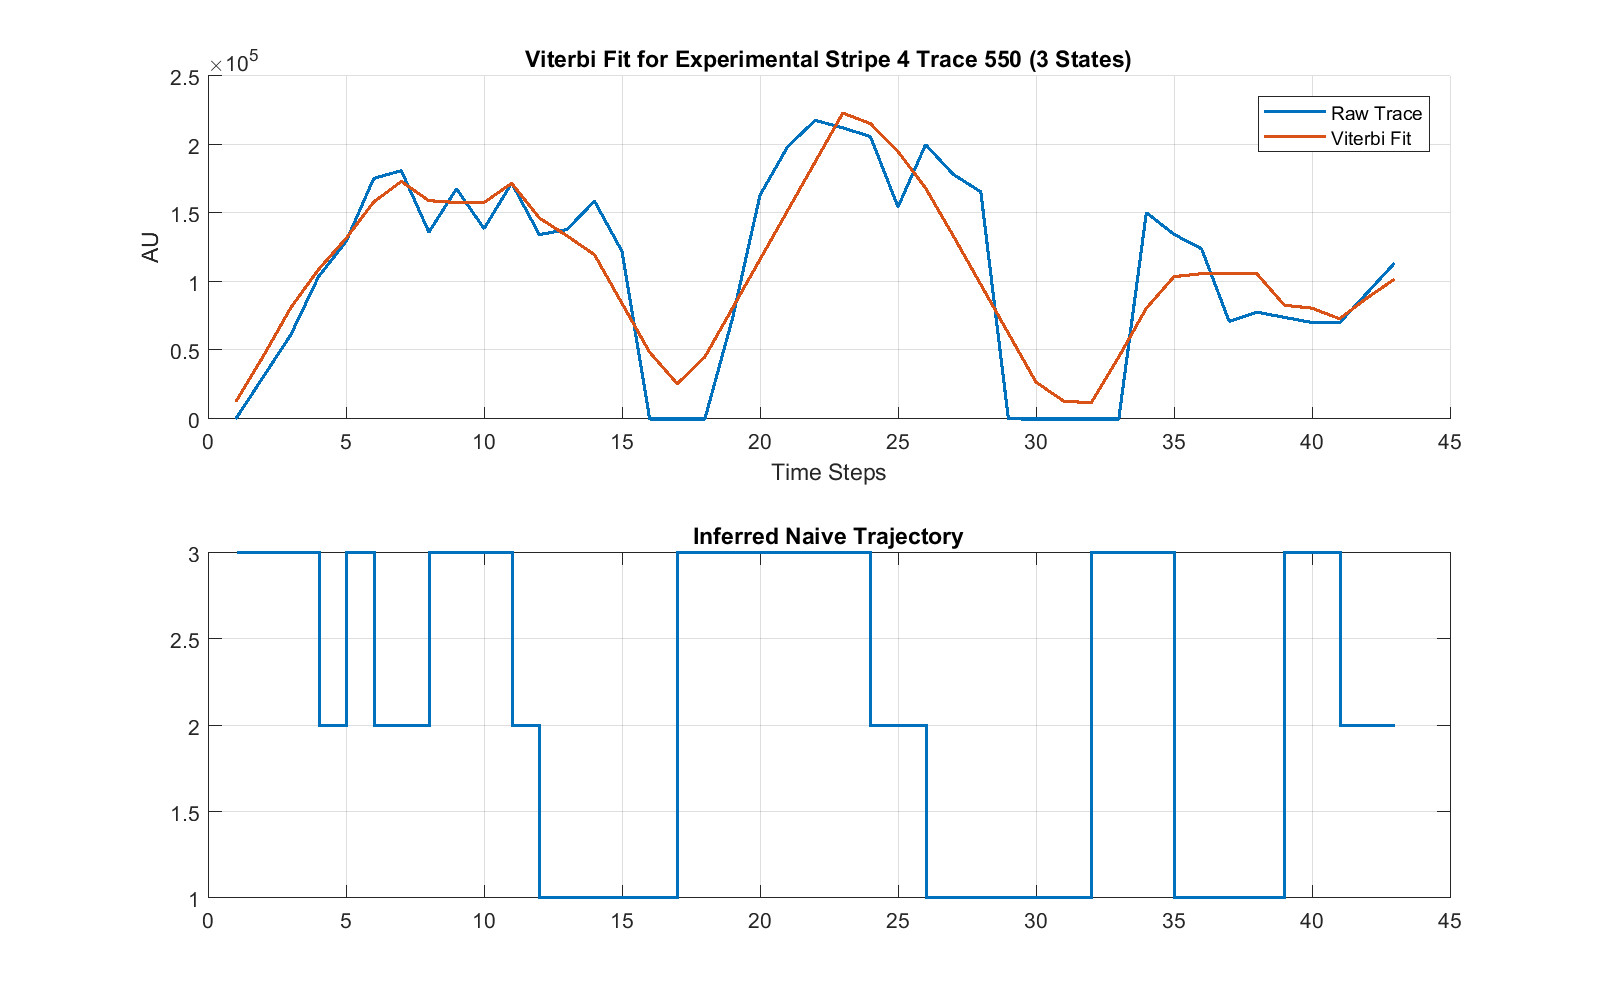 Viterbi Fit for Experimental Stripe 4 Trace 550 (3 States)
×10^5
2.5
2
1.5
1
0.5
0
AU
Raw Trace
Viterbi Fit
0 5 10 15 20 25 30 35 40 45
Time Steps
Inferred Naive Trajectory
3
2.5
2
1.5
1
0 5 10 15 20 25 30 35 40 45